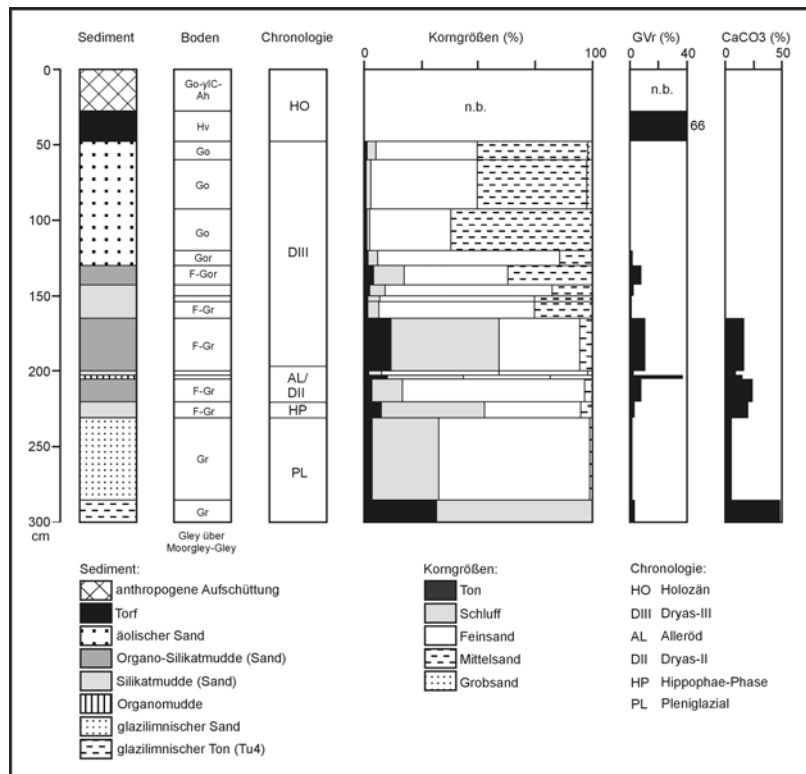 Sediment Boden Chronologie Korngrößen (%) GVr (%) CaCO3 (%)
0 100 0 40 0 50
0
50
100
150
200
250
300
cm
Go-ylC-
Ah
Hv
Go
Go
Go
Gor
F-Gor
F-Gr
F-Gr
F-Gr
F-Gr
Gr
Gr
Gley über
Moorgley-Gley
HO
DIII
AL/
DII
HP
PL
n.b.
n.b.
66
Sediment:
anthropogene Aufschüttung
Torf
äolischer Sand
Organo-Silikatmudde (Sand)
Silikatmudde (Sand)
Organomudde
glazilimnischer Sand
glazilimnischer Ton (Tu4)
Korngrößen:
Ton
Schluff
Feinsand
Mittelsand
Grobsand
Chronologie:
HO Holozän
DIII Dryas-III
AL Alleröd
DII Dryas-II
HP Hippophae-Phase
PL Pleniglazial